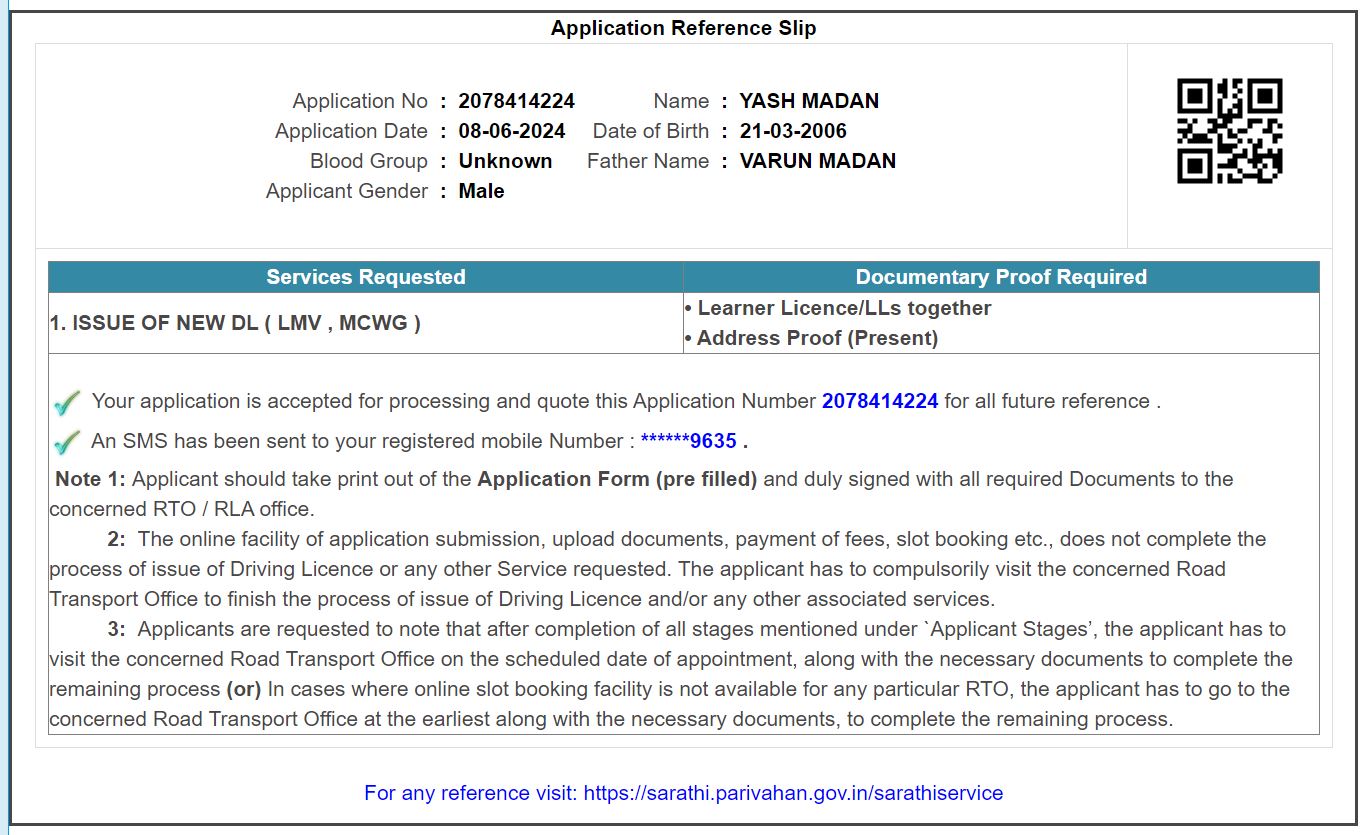 Application Reference Slip
Application No : 2078414224 Name : YASH MADAN
Application Date : 08-06-2024 Date of Birth : 21-03-2006
Blood Group : Unknown Father Name : VARUN MADAN
Applicant Gender : Male
Services Requested Documentary Proof Required
1. ISSUE OF NEW DL ( LMV , MCWG )
• Learner Licence/LLs together
• Address Proof (Present)
Your application is accepted for processing and quote this Application Number 2078414224 for all future reference .
An SMS has been sent to your registered mobile Number : ******9635 .
Note 1: Applicant should take print out of the Application Form (pre filled) and duly signed with all required Documents to the
concerned RTO / RLA office.
2: The online facility of application submission, upload documents, payment of fees, slot booking etc., does not complete the
process of issue of Driving Licence or any other Service requested. The applicant has to compulsorily visit the concerned Road
Transport Office to finish the process of issue of Driving Licence and/or any other associated services.
3: Applicants are requested to note that after completion of all stages mentioned under `Applicant Stages’, the applicant has to
visit the concerned Road Transport Office on the scheduled date of appointment, along with the necessary documents to complete the
remaining process (or) In cases where online slot booking facility is not available for any particular RTO, the applicant has to go to the
concerned Road Transport Office at the earliest along with the necessary documents, to complete the remaining process.
For any reference visit: https://sarathi.parivahan.gov.in/sarathiservice